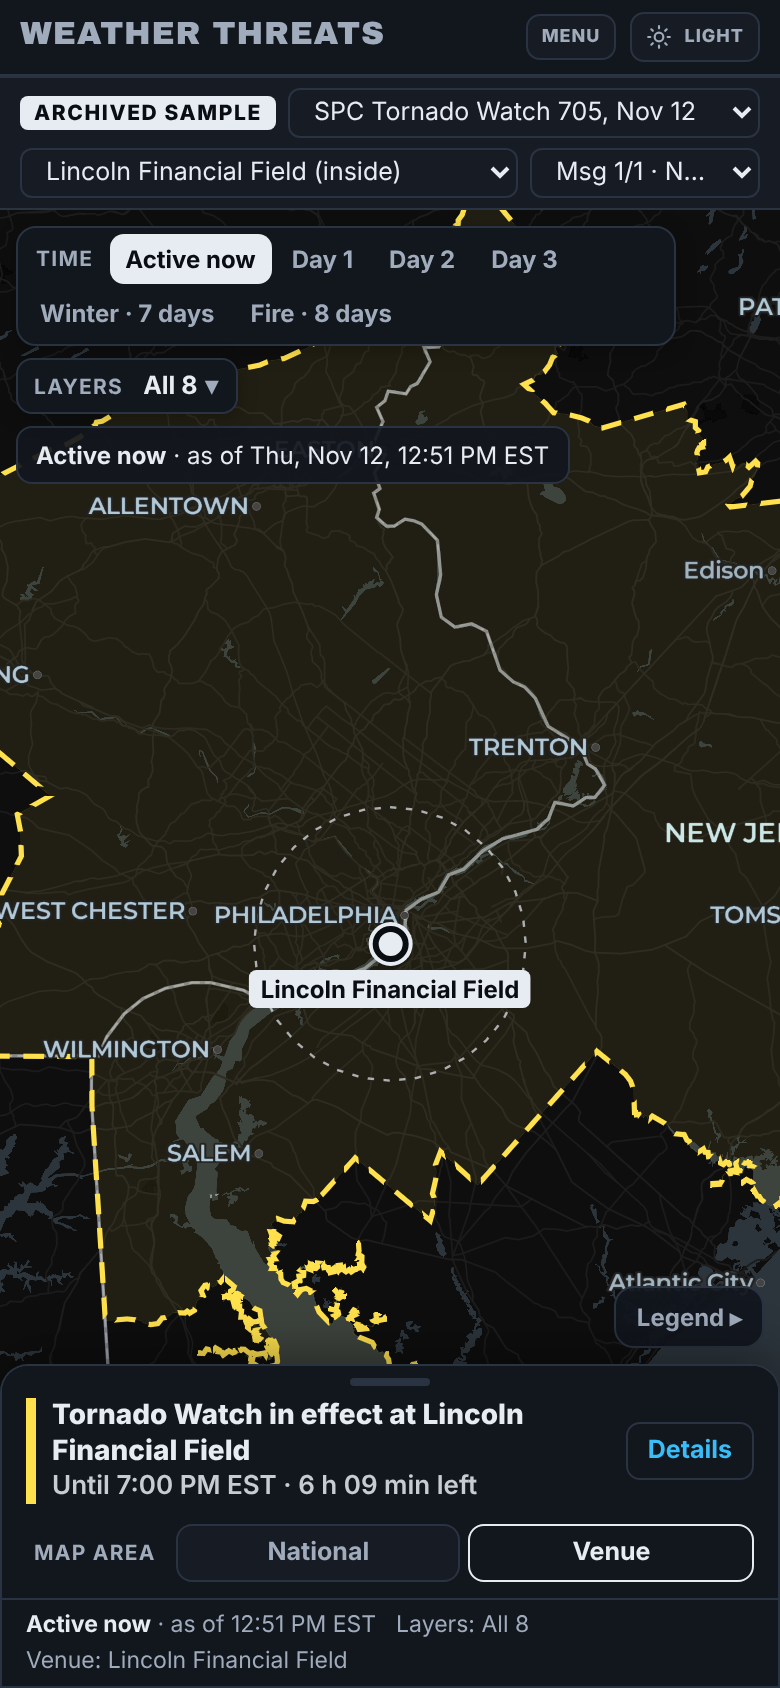 WEATHER THREATS
MENU
LIGHT
ARCHIVED SAMPLE
SPC Tornado Watch 705, Nov 12
Lincoln Financial Field (inside)
Msg 1/1 · N...
TIME
Active now
Day 1
Day 2
Day 3
Winter · 7 days
Fire · 8 days
PAT
LAYERS
All 8 ▾
EASTON
Active now · as of Thu, Nov 12, 12:51 PM EST
ALLENTOWN
Edison
NG
TRENTON
NEW JE
WEST CHESTER
PHILADELPHIA
TOMS
Lincoln Financial Field
WILMINGTON
SALEM
Atlantic City
Legend ▸
Tornado Watch in effect at Lincoln
Financial Field
Until 7:00 PM EST · 6 h 09 min left
Details
MAP AREA
National
Venue
Active now · as of 12:51 PM EST Layers: All 8
Venue: Lincoln Financial Field